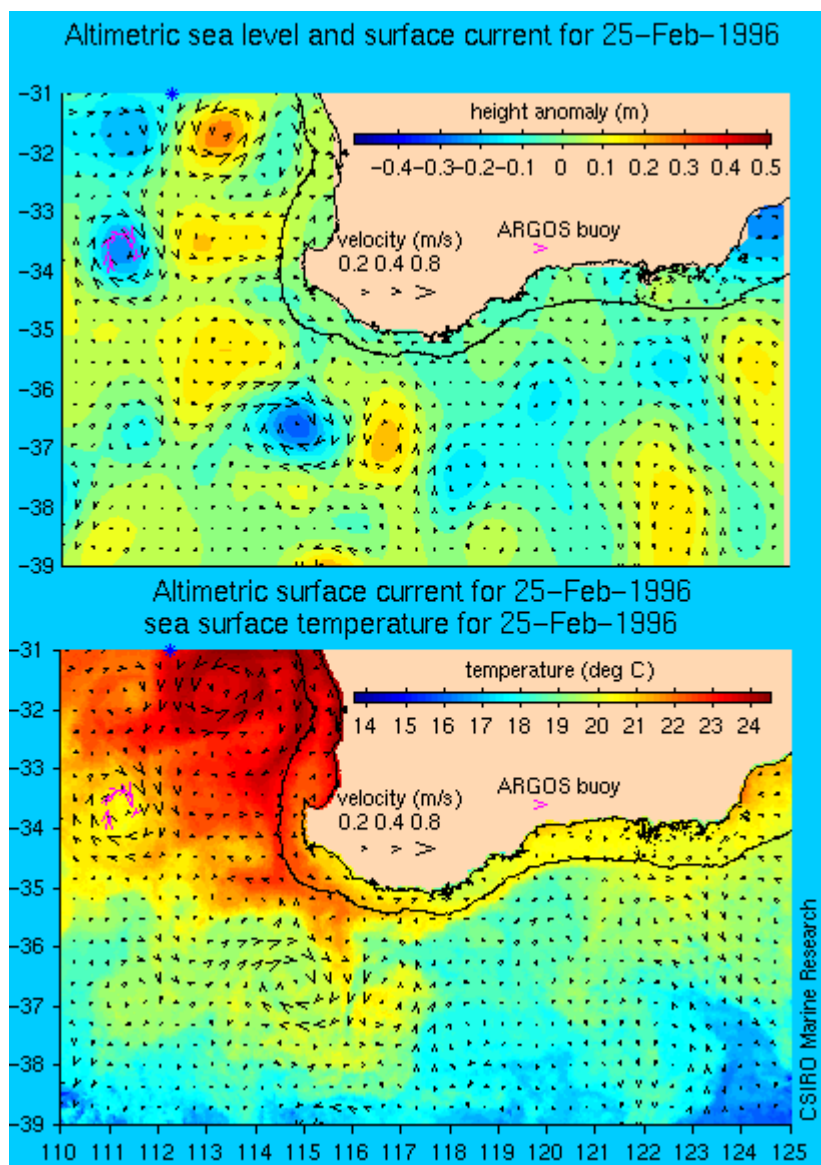 Altimetric sea level and surface current for 25-Feb-1996
-31
height anomaly (m)
-32
-0.4 -0.3 -0.2 -0.1 0 0.1 0.2 0.3 0.4 0.5
-33
velocity (m/s)
ARGOS buoy
0.2 0.4 0.8
-34
-35
-36
-37
-38
-39
Altimetric surface current for 25-Feb-1996
sea surface temperature for 25-Feb-1996
-31
temperature (deg C)
-32
14 15 16 17 18 19 20 21 22 23 24
-33
velocity (m/s)
ARGOS buoy
0.2 0.4 0.8
-34
-35
-36
-37
-38
-39
110 111 112 113 114 115 116 117 118 119 120 121 122 123 124 125
CSIRO Marine Research